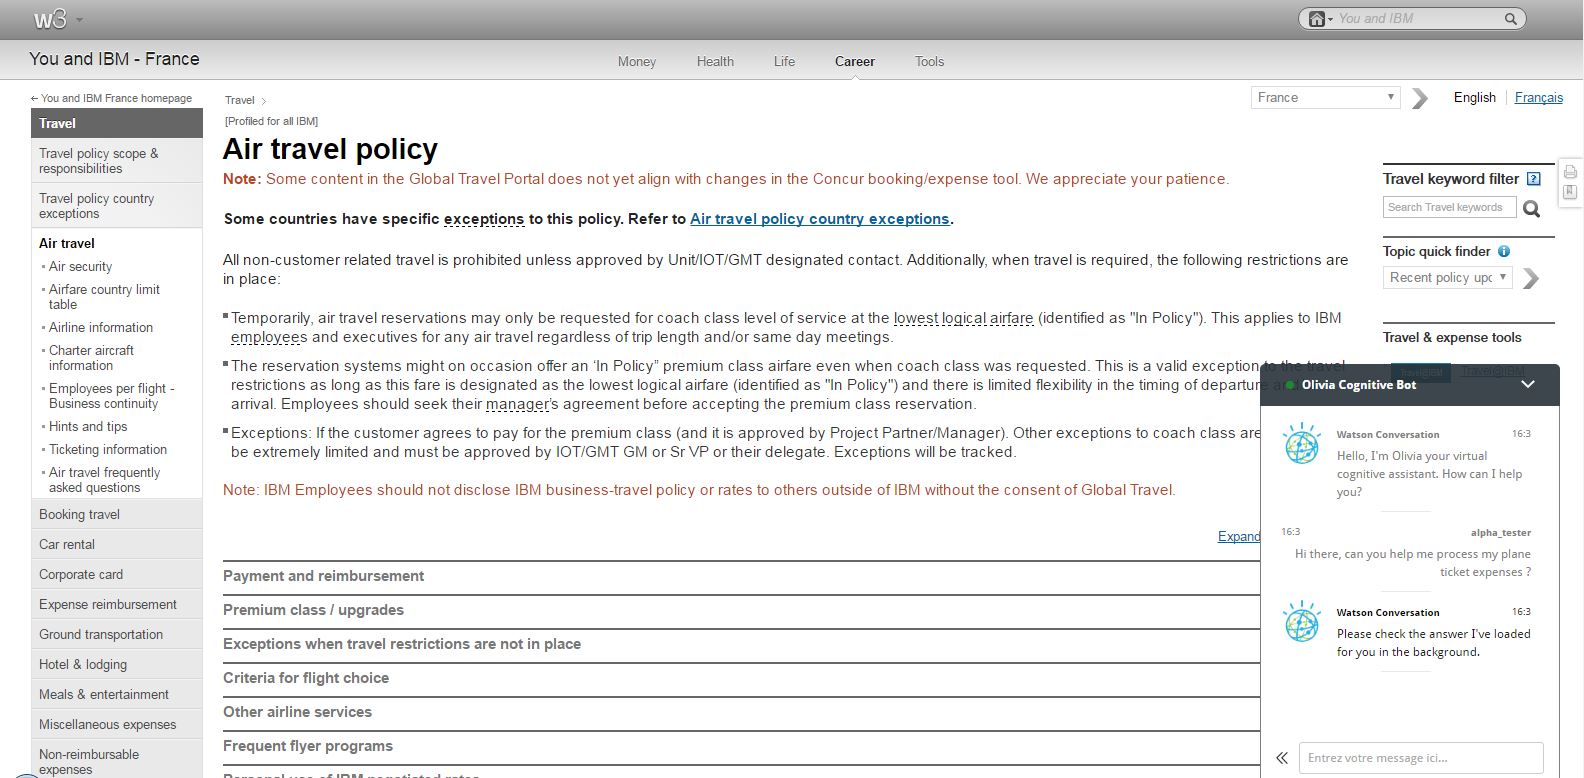 w3
You and IBM
You and IBM - France
Money
Health
Life
Career
Tools
You and IBM France homepage
Travel
Travel policy scope &
responsibilities
Travel policy country
exceptions
Air travel
Air security
Airfare country limit
table
Airline information
Charter aircraft
information
Employees per flight -
Business continuity
Hints and tips
Ticketing information
Air travel frequently
asked questions
Booking travel
Car rental
Corporate card
Expense reimbursement
Ground transportation
Hotel & lodging
Meals & entertainment
Miscellaneous expenses
Non-reimbursable
expenses
Travel
[Profiled for all IBM]
Air travel policy
Note: Some content in the Global Travel Portal does not yet align with changes in the Concur booking/expense tool. We appreciate your patience.
Some countries have specific exceptions to this policy. Refer to Air travel policy country exceptions.
All non-customer related travel is prohibited unless approved by Unit/IOT/GMT designated contact. Additionally, when travel is required, the following restrictions are
in place:
Temporarily, air travel reservations may only be requested for coach class level of service at the lowest logical airfare (identified as "In Policy"). This applies to IBM
employees and executives for any air travel regardless of trip length and/or same day meetings.
The reservation systems might on occasion offer an ‘In Policy” premium class airfare even when coach class was requested. This is a valid exception to the travel
restrictions as long as this fare is designated as the lowest logical airfare (identified as "In Policy") and there is limited flexibility in the timing of departure
arrival. Employees should seek their manager's agreement before accepting the premium class reservation.
Exceptions: If the customer agrees to pay for the premium class (and it is approved by Project Partner/Manager). Other exceptions to coach class are
be extremely limited and must be approved by IOT/GMT GM or Sr VP or their delegate. Exceptions will be tracked.
Note: IBM Employees should not disclose IBM business-travel policy or rates to others outside of IBM without the consent of Global Travel.
Expand
Payment and reimbursement
Premium class / upgrades
Exceptions when travel restrictions are not in place
Criteria for flight choice
Other airline services
Frequent flyer programs
Personal use of IBM negotiated rates
France
English
Français
Travel keyword filter ?
Search Travel keywords
Topic quick finder i
Recent policy upd
Travel & expense tools
Travel@IBM Travel@IBM
Olivia Cognitive Bot
Watson Conversation 16:3
Hello, I'm Olivia your virtual
cognitive assistant. How can I help
you?
16:3 alpha_tester
Hi there, can you help me process my plane
ticket expenses ?
Watson Conversation 16:3
Please check the answer I've loaded
for you in the background.
Entrez votre message ici...